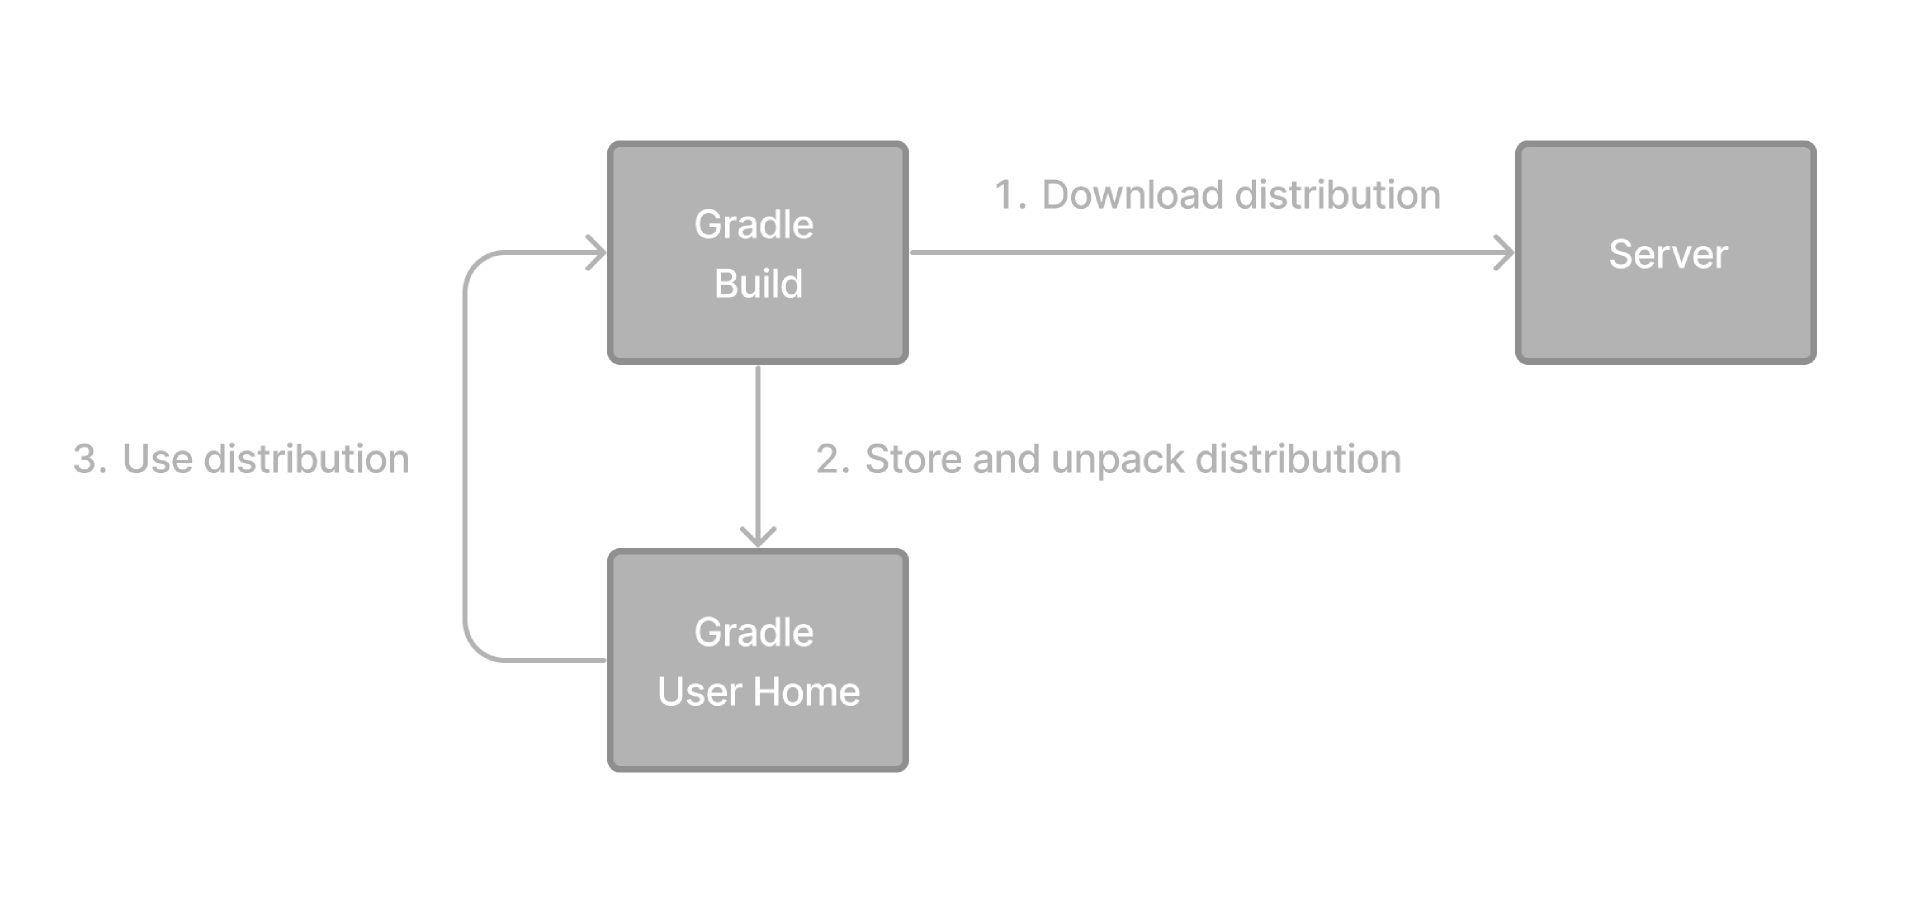 Gradle
Build
1. Download distribution
Server
3. Use distribution
2. Store and unpack distribution
Gradle
User Home